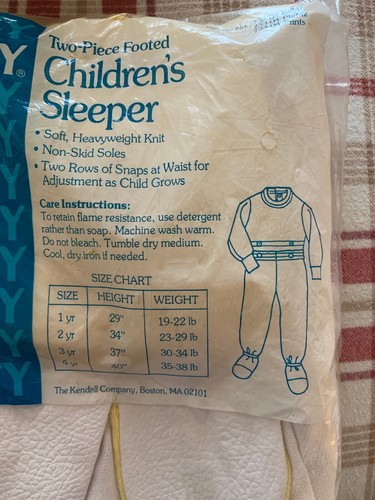 Two-Piece Footed
Children's
Sleeper
• Soft, Heavyweight Knit
• Non-Skid Soles
• Two Rows of Snaps at Waist for
Adjustment as Child Grows
Care Instructions:
To retain flame resistance, use detergent
rather than soap. Machine wash warm.
Do not bleach. Tumble dry medium.
Cool, dry iron if needed.
SIZE CHART
SIZE HEIGHT WEIGHT
1 yr 29" 19-22 lb
2 yr 34" 23-29 lb
3 yr 37" 30-34 lb
4 yr 40" 35-38 lb
The Kendall Company, Boston, MA 02101
Y®
Y
Y
Y
Y
Y
Y
Y